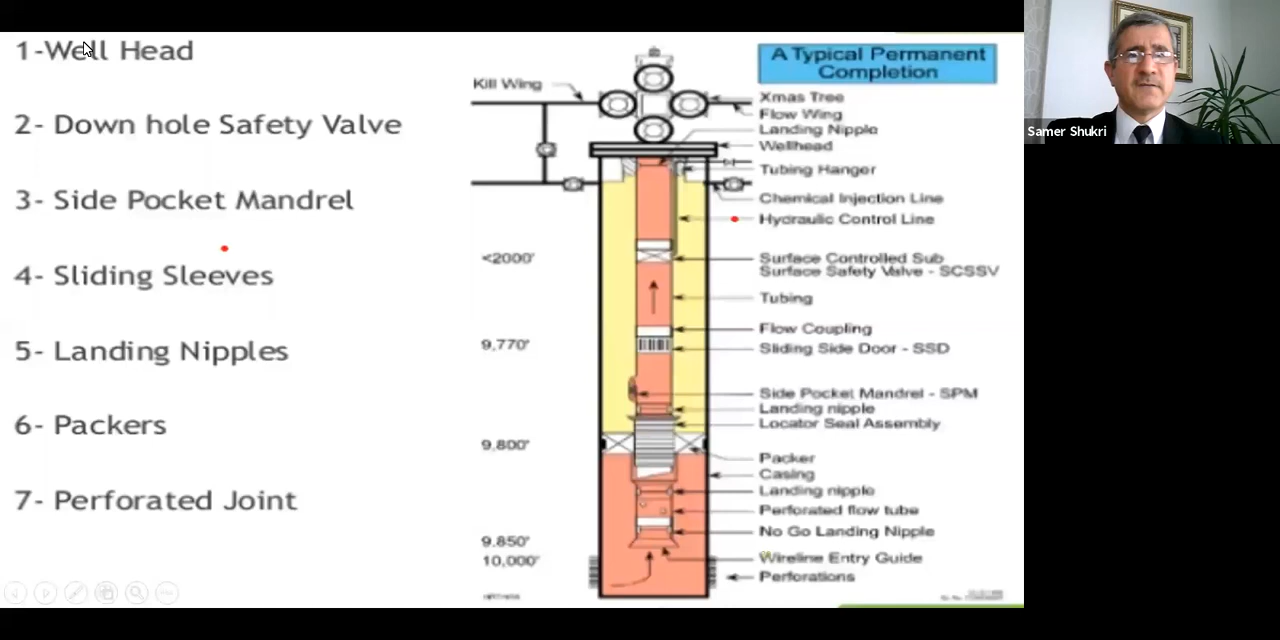 1-Well Head
2- Down hole Safety Valve
3- Side Pocket Mandrel
4- Sliding Sleeves
5- Landing Nipples
6- Packers
7- Perforated Joint
A Typical Permanent
Completion
Kill Wing
Xmas Tree
Flow Wing
Landing Nipple
Wellhead
Tubing Hanger
Chemical Injection Line
Hydraulic Control Line
<2000'
Surface Controlled Sub
Surface Safety Valve - SCSSV
Tubing
Flow Coupling
9,770'
Sliding Side Door - SSD
Side Pocket Mandrel - SPM
Landing nipple
Locator Seal Assembly
9,800'
Packer
Casing
Landing nipple
Perforated flow tube
No Go Landing Nipple
9.850'
10,000'
Wireline Entry Guide
Perforations
Samer Shukri